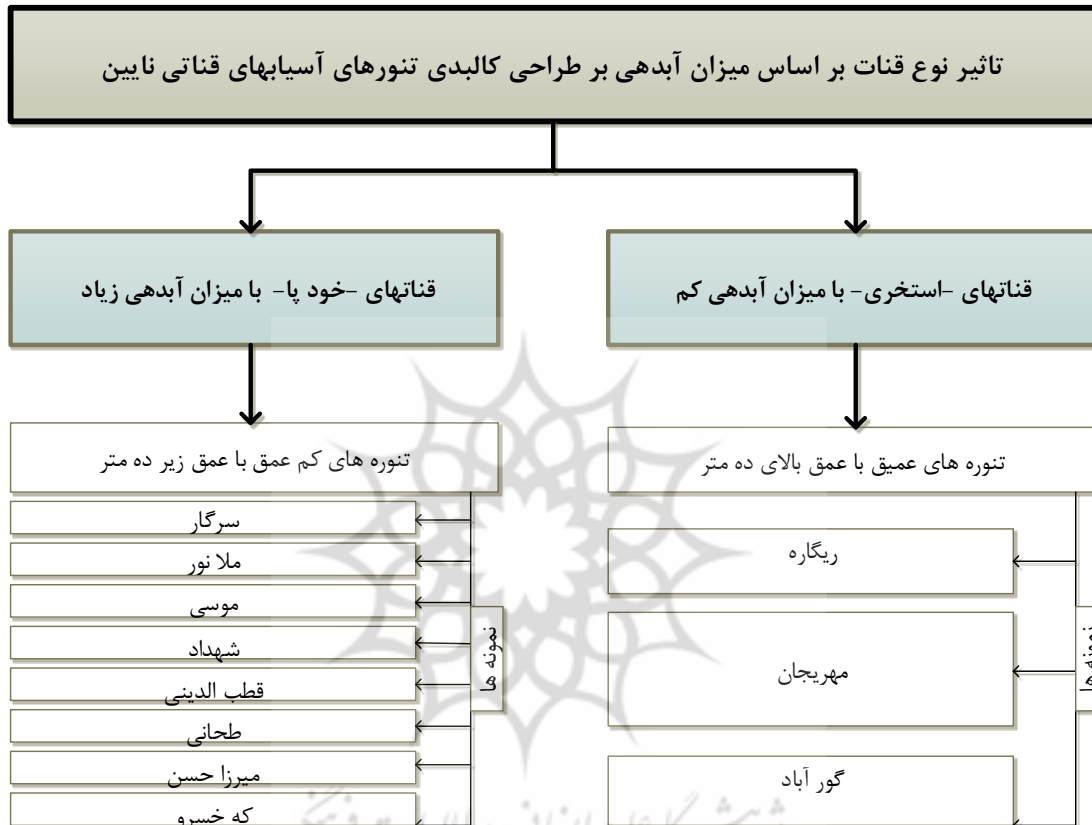 تاثیر نوع قنات بر اساس میزان آبدهی بر طراحی کالبدی تنورهای آسیابهای قناتی نایین
قناتهای -استخری- با میزان آبدهی کم
قناتهای -خود پا- با میزان آبدهی زیاد
تنوره های عمیق با عمق بالای ده متر
تنوره های کم عمق با عمق زیر ده متر
نمونه ها
ریگاره
مهریجان
گور آباد
نمونه ها
سرگار
ملا نور
موسی
شهداد
قطب الدینی
طحانی
میرزا حسن
که خسرو